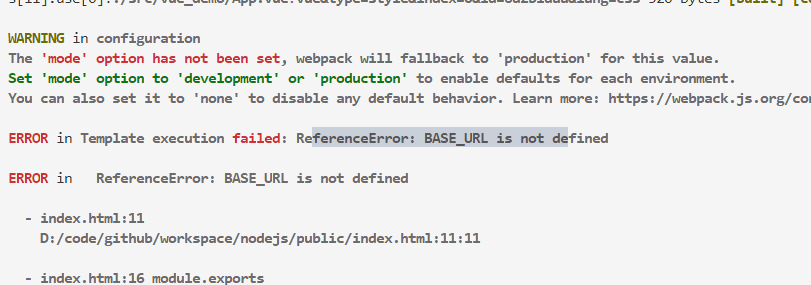 WARNING in configuration
The 'mode' option has not been set, webpack will fallback to 'production' for this value.
Set 'mode' option to 'development' or 'production' to enable defaults for each environment.
You can also set it to 'none' to disable any default behavior. Learn more: https://webpack.js.org/con
ERROR in Template execution failed: ReferenceError: BASE_URL is not defined
ERROR in   ReferenceError: BASE_URL is not defined
- index.html:11
D:/code/github/workspace/nodejs/public/index.html:11:11
- index.html:16 module.exports